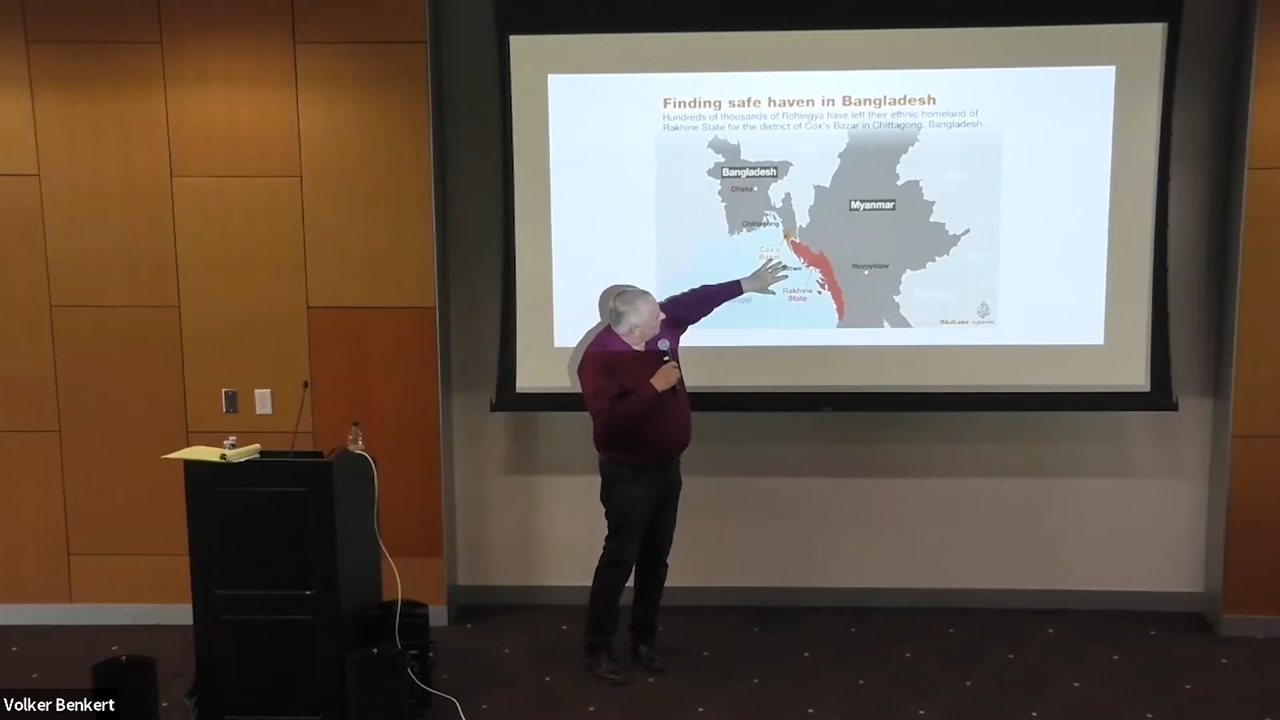 Finding safe haven in Bangladesh
Hundreds of thousands of Rohingya have left their ethnic homeland of
Rakhine State for the district of Cox's Bazar in Chittagong, Bangladesh
Bangladesh
Dhaka
Myanmar
Chittagong
Cox's
Naypyidaw
Rakhine
State
Volker Benkert